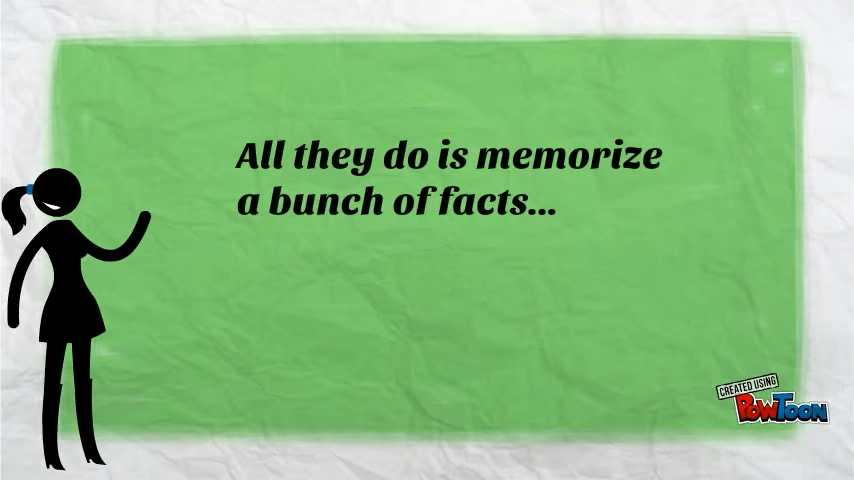 All they do is memorize
a bunch of facts...
CREATED USING
POWTOON